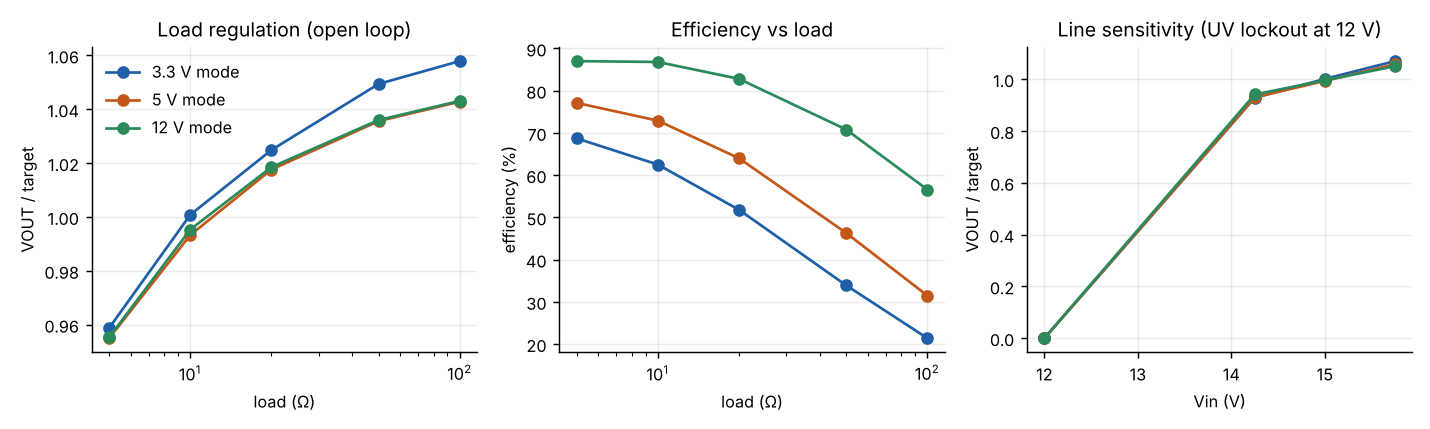 Load regulation (open loop)
VOUT / target
1.06
1.04
1.02
1.00
0.98
0.96
3.3 V mode
5 V mode
12 V mode
10¹
10²
load (Ω)
Efficiency vs load
efficiency (%)
90
80
70
60
50
40
30
20
10¹
10²
load (Ω)
Line sensitivity (UV lockout at 12 V)
VOUT / target
1.0
0.8
0.6
0.4
0.2
0.0
12
13
14
15
Vin (V)